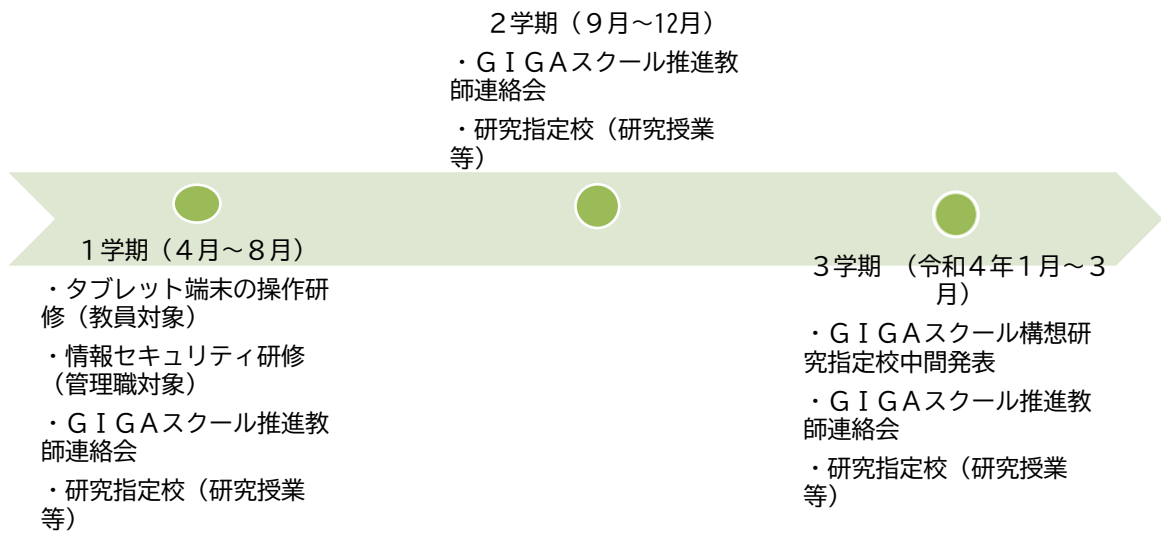 ２学期（９月～12月）
・ＧＩＧＡスクール推進教
師連絡会
・研究指定校（研究授業
等）
１学期（４月～８月）
・タブレット端末の操作研
修（教員対象）
・情報セキュリティ研修
（管理職対象）
・ＧＩＧＡスクール推進教
師連絡会
・研究指定校（研究授業
等）
３学期　（令和４年１月～３
月）
・ＧＩＧＡスクール構想研
究指定校中間発表
・ＧＩＧＡスクール推進教
師連絡会
・研究指定校（研究授業
等）